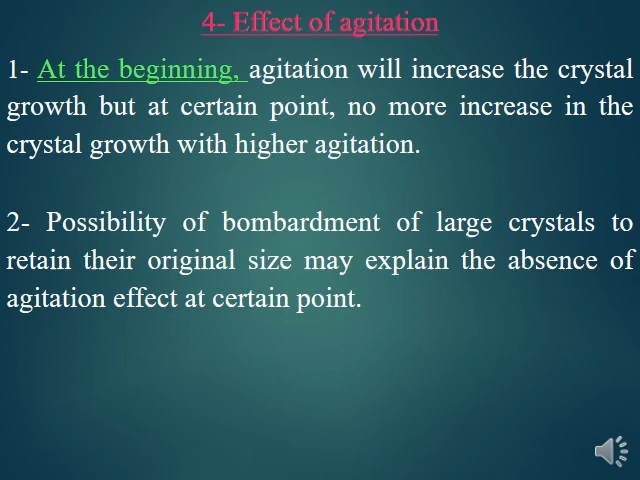 4- Effect of agitation
1- At the beginning, agitation will increase the crystal
growth but at certain point, no more increase in the
crystal growth with higher agitation.
2- Possibility of bombardment of large crystals to
retain their original size may explain the absence of
agitation effect at certain point.